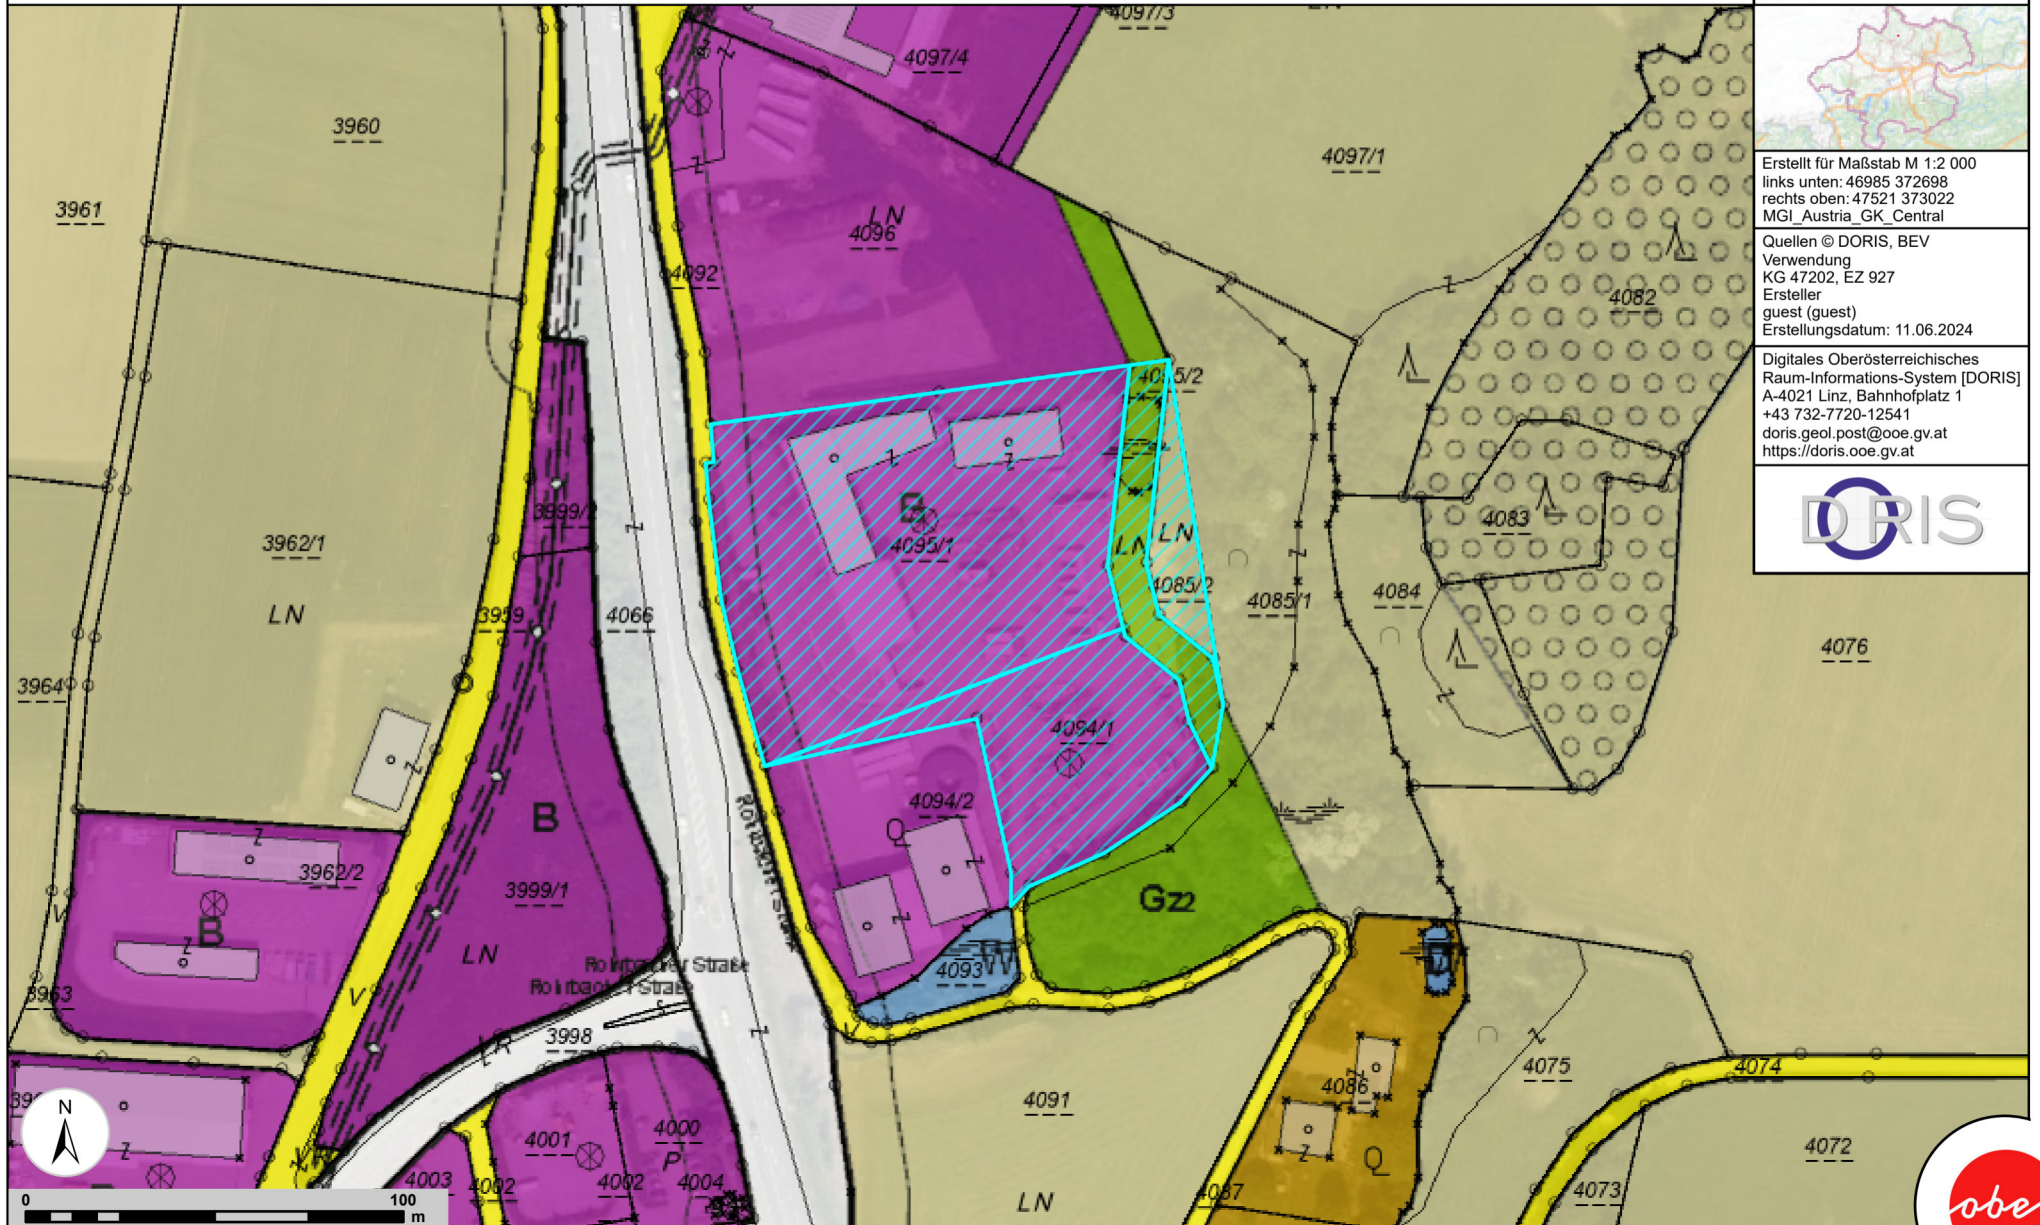 4097/3
LN
4097/4
3960
4097/1
3961
LN
4096
4092
4082
4095/2
3999/2
B
4095/1
3962/1
LN
LN
4083
4085/2
LN
3959
4066
4085/1
4084
4076
3964
4094/1
B
4094/2
Rohrbacher Straße
3962/2
3999/1
Gz2
V
B
LN
Rohrbacher Straße
4093
Rohrbacher Straße
3963
V
V
3998
4075
4074
4086
4091
4001
4000
P
4072
4003
4002
4002
4004
LN
4087
4073
Erstellt für Maßstab M 1:2 000
links unten: 46985 372698
rechts oben: 47521 373022
MGI_Austria_GK_Central
Quellen © DORIS, BEV
Verwendung
KG 47202, EZ 927
Ersteller
guest (guest)
Erstellungsdatum: 11.06.2024
Digitales Oberösterreichisches
Raum-Informations-System [DORIS]
A-4021 Linz, Bahnhofplatz 1
+43 732-7720-12541
doris.geol.post@ooe.gv.at
https://doris.ooe.gv.at
DORIS
N
0
100
m
obe